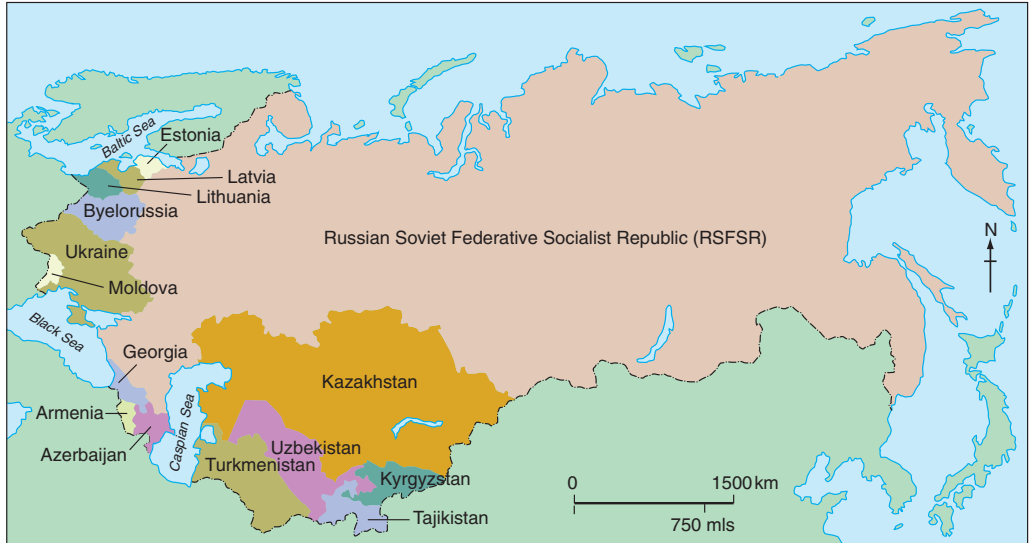 Baltic Sea
Estonia
Latvia
Lithuania
Byelorussia
Russian Soviet Federative Socialist Republic (RSFSR)
N
Ukraine
Moldova
Black Sea
Georgia
Kazakhstan
Armenia
Caspian Sea
Azerbaijan
Uzbekistan
Turkmenistan
Kyrgyzstan
Tajikistan
0 1500 km
750 mls